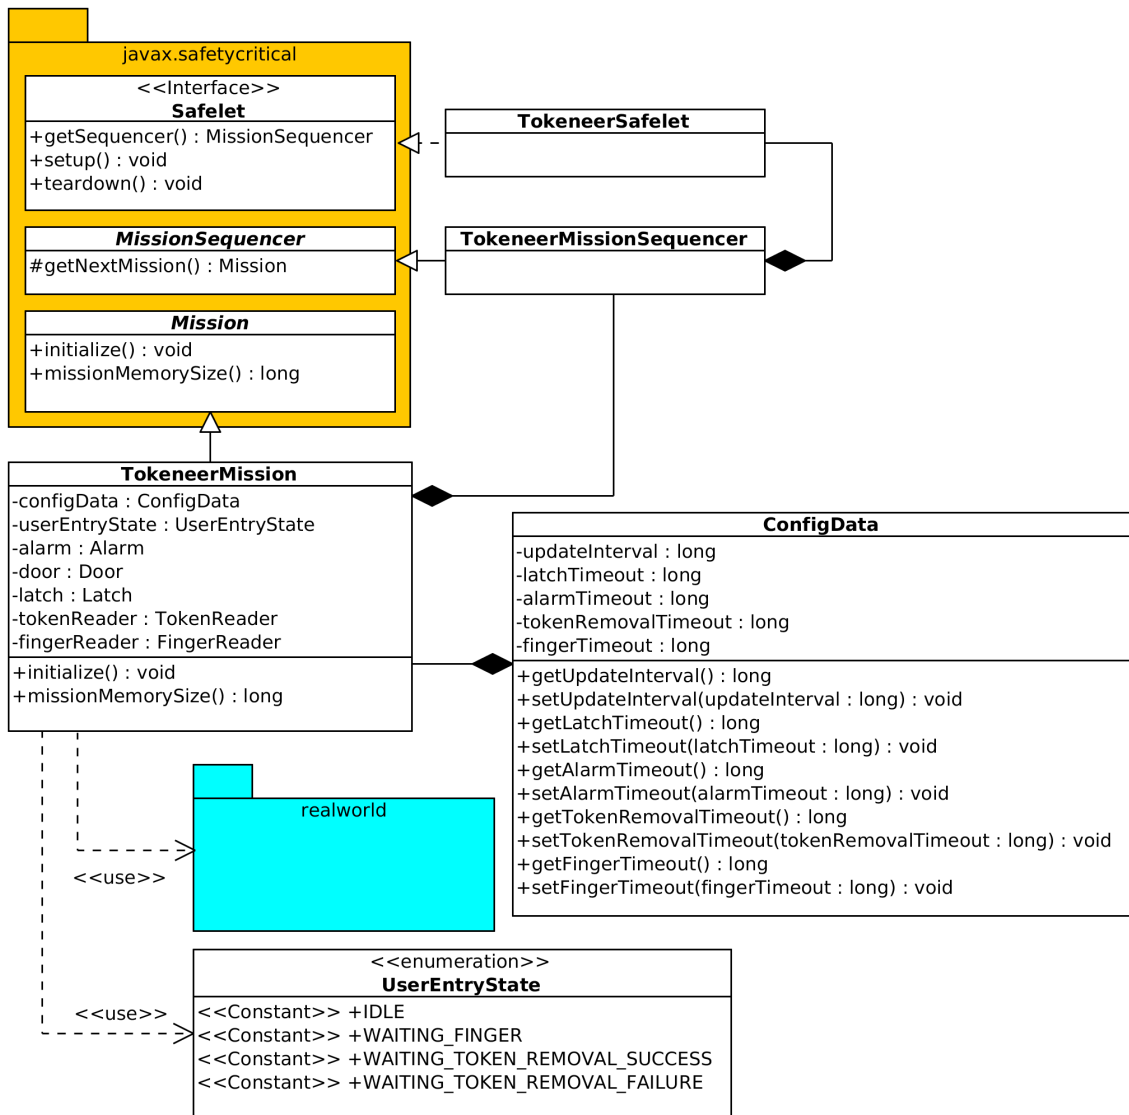 javax.safetycritical
<<Interface>>
Safelet
+getSequencer() : MissionSequencer
+setup() : void
+teardown() : void
TokeneerSafelet
MissionSequencer
#getNextMission() : Mission
TokeneerMissionSequencer
Mission
+initialize() : void
+missionMemorySize() : long
TokeneerMission
-configData : ConfigData
-userEntryState : UserEntryState
-alarm : Alarm
-door : Door
-latch : Latch
-tokenReader : TokenReader
-fingerReader : FingerReader
+initialize() : void
+missionMemorySize() : long
ConfigData
-updateInterval : long
-latchTimeout : long
-alarmTimeout : long
-tokenRemovalTimeout : long
-fingerTimeout : long
+getUpdateInterval() : long
+setUpdateInterval(updateInterval : long) : void
+getLatchTimeout() : long
+setLatchTimeout(latchTimeout : long) : void
+getAlarmTimeout() : long
+setAlarmTimeout(alarmTimeout : long) : void
+getTokenRemovalTimeout() : long
+setTokenRemovalTimeout(tokenRemovalTimeout : long) : void
+getFingerTimeout() : long
+setFingerTimeout(fingerTimeout : long) : void
realworld
<<use>>
<<use>>
<<enumeration>>
UserEntryState
<<Constant>> +IDLE
<<Constant>> +WAITING_FINGER
<<Constant>> +WAITING_TOKEN_REMOVAL_SUCCESS
<<Constant>> +WAITING_TOKEN_REMOVAL_FAILURE